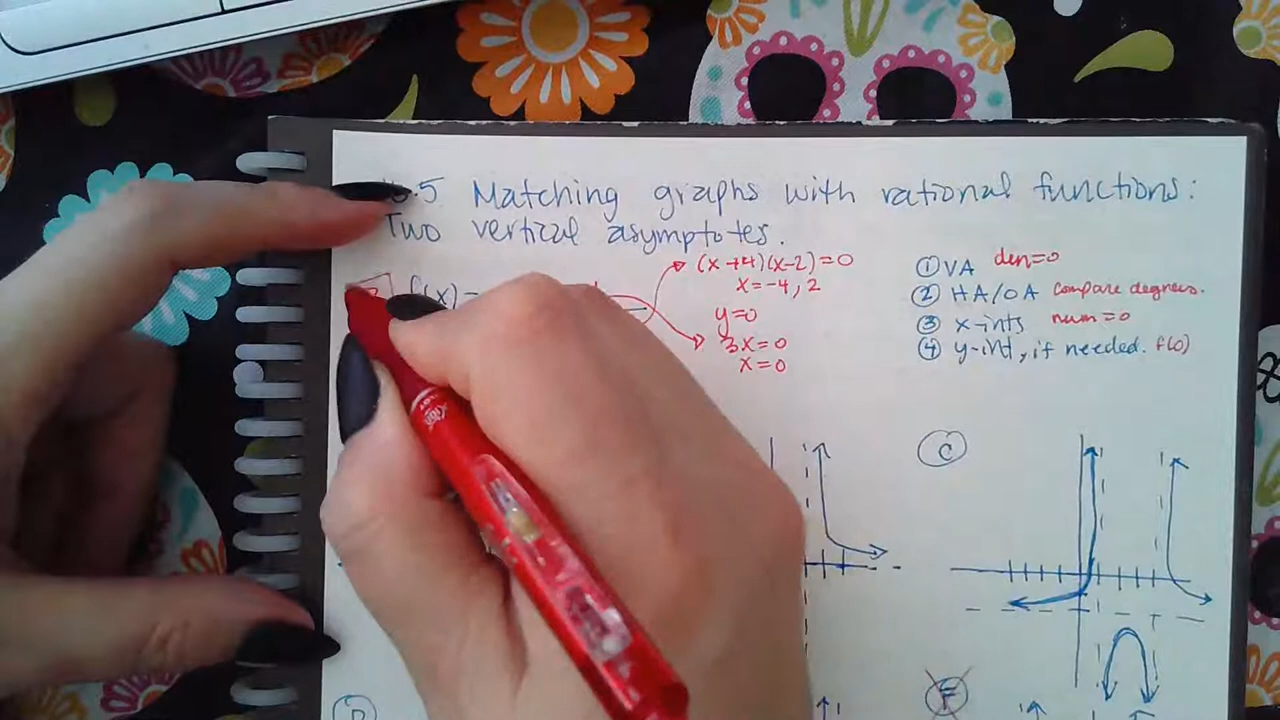 .5 Matching graphs with rational functions:
Two vertical asymptotes.
f(x) =
(x+4)(x-2)=0
x=-4, 2
y=0
3x=0
x=0
① VA den=0
② HA/OA compare degrees.
③ x-ints num=0
④ y-int, if needed. f(0)
C
D
F